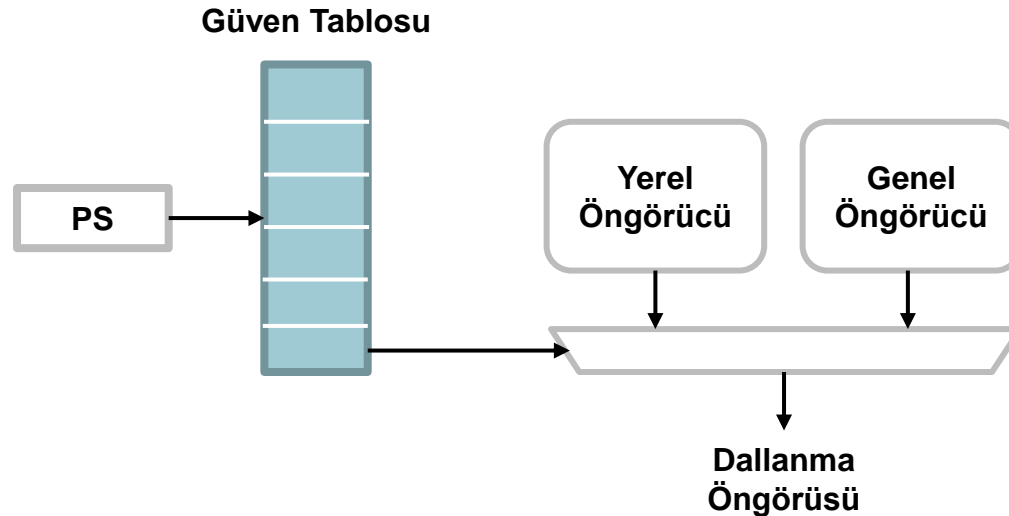 Güven Tablosu
PS
Yerel
Öngörücü
Genel
Öngörücü
Dallanma
Öngörüsü